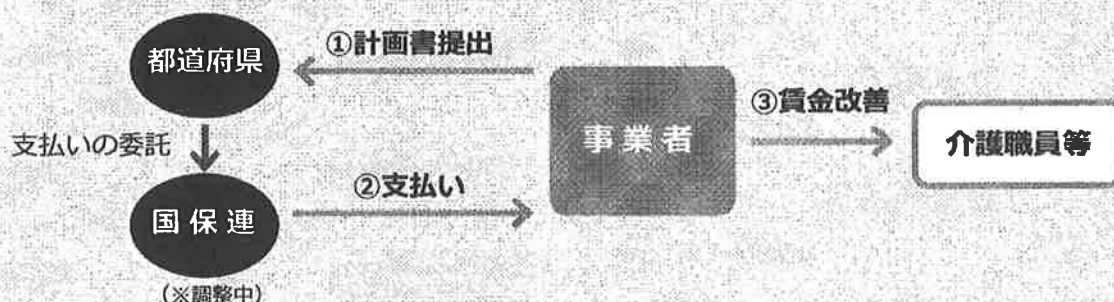 ①計画書提出
都道府県
事業者
③賃金改善
介護職員等
支払いの委託
②支払い
国保連
(※調整中)